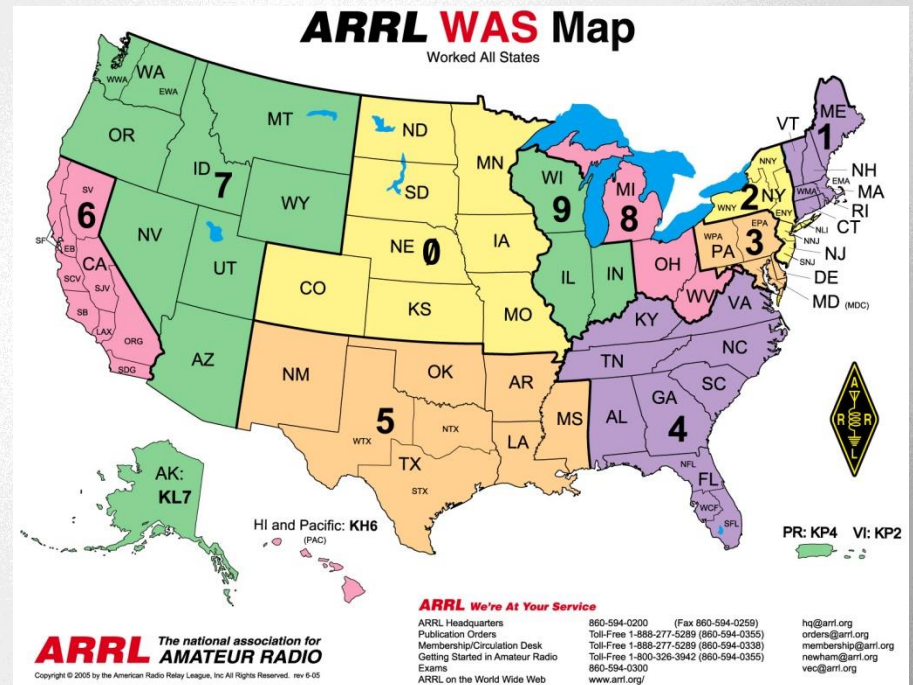 ARRL WAS Map
Worked All States
WWA
WA
EWA
OR
MT
ID
7
WY
NV
UT
AZ
6
SV
SF
EB
CA
SCV
SJV
SB
LAX
ORG
SDG
ND
SD
NE
0
KS
CO
MN
IA
MO
WI
9
IL
IN
MI
8
OH
WV
NNY
NY
2
WNY
ENY
NLI
NNJ
NJ
SNJ
WPA
EPA
PA
3
DE
MD (MDC)
VT
ME
1
NH
EMA
MA
WMA
RI
CT
NM
OK
AR
5
WTX
NTX
TX
STX
LA
MS
KY
VA
TN
NC
SC
AL
GA
4
NFL
FL
WCF
SFL
A
R R
L
AK:
KL7
HI and Pacific: KH6
(PAC)
PR: KP4 VI: KP2
ARRL The national association for
AMATEUR RADIO
Copyright © 2005 by the American Radio Relay League, Inc All Rights Reserved. rev 6-05
ARRL We're At Your Service
ARRL Headquarters 860-594-0200 (Fax 860-594-0259) hq@arrl.org
Publication Orders Toll-Free 1-888-277-5289 (860-594-0355) orders@arrl.org
Membership/Circulation Desk Toll-Free 1-888-277-5289 (860-594-0338) membership@arrl.org
Getting Started in Amateur Radio Toll-Free 1-800-326-3942 (860-594-0355) newham@arrl.org
Exams 860-594-0300 vec@arrl.org
ARRL on the World Wide Web www.arrl.org/